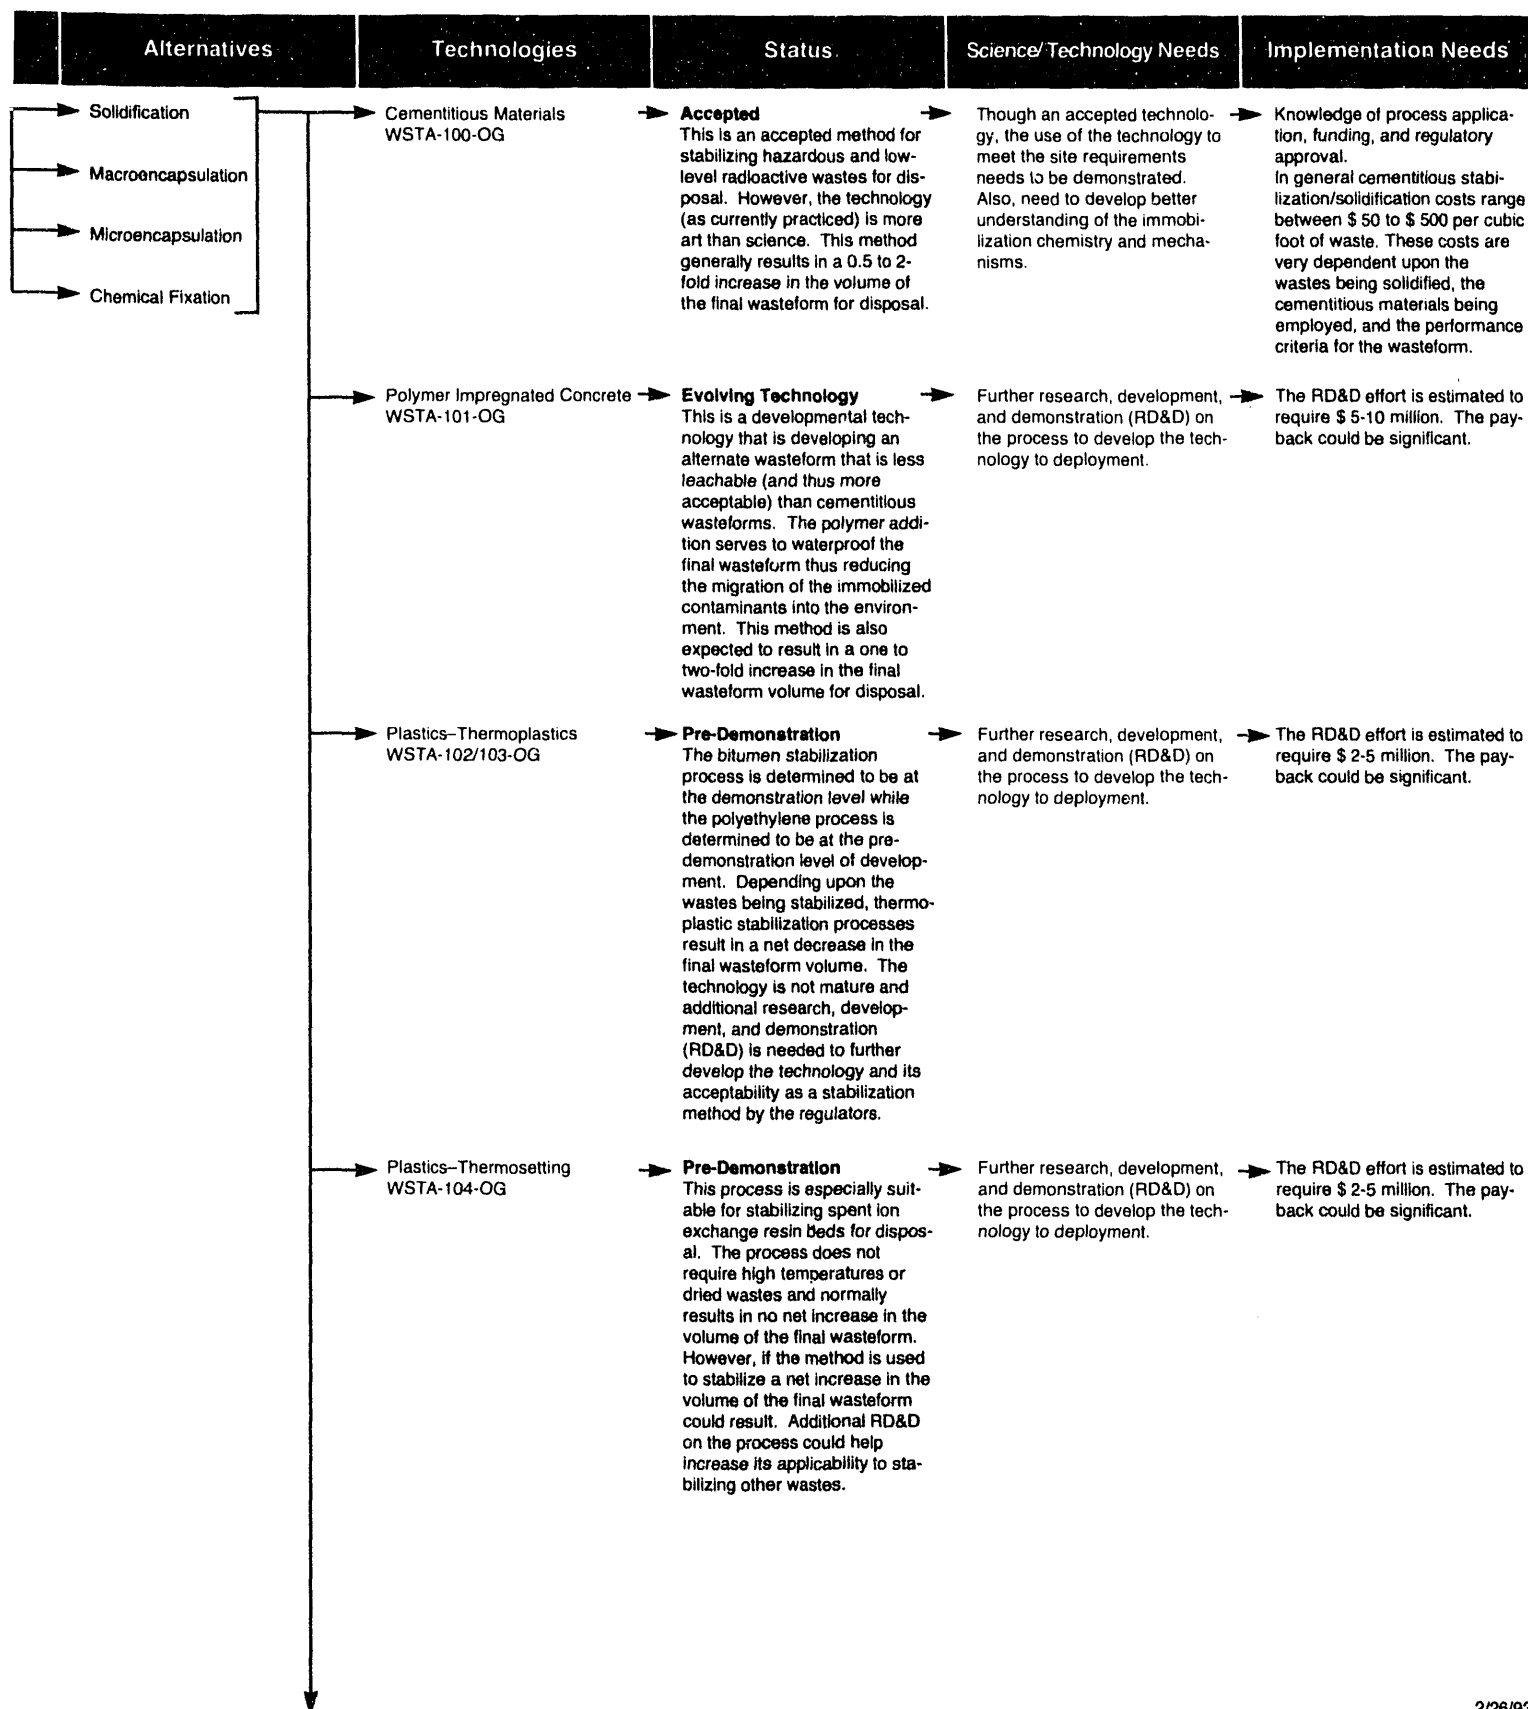 Alternatives
Technologies
Status
Science/Technology Needs
Implementation Needs
Solidification
Macroencapsulation
Microencapsulation
Chemical Fixation
Cementitious Materials
WSTA-100-OG
Accepted
This is an accepted method for
stabilizing hazardous and low-
level radioactive wastes for dis-
posal. However, the technology
(as currently practiced) is more
art than science. This method
generally results in a 0.5 to 2-
fold increase in the volume of
the final wasteform for disposal.
Though an accepted technolo-
gy, the use of the technology to
meet the site requirements
needs to be demonstrated.
Also, need to develop better
understanding of the immobi-
lization chemistry and mecha-
nisms.
Knowledge of process applica-
tion, funding, and regulatory
approval.
In general cementitious stabi-
lization/solidification costs range
between $ 50 to $ 500 per cubic
foot of waste. These costs are
very dependent upon the
wastes being solidified, the
cementitious materials being
employed, and the performance
criteria for the wasteform.
Polymer Impregnated Concrete
WSTA-101-OG
Evolving Technology
This is a developmental tech-
nology that is developing an
alternate wasteform that is less
leachable (and thus more
acceptable) than cementitious
wasteforms. The polymer addi-
tion serves to waterproof the
final wasteform thus reducing
the migration of the immobilized
contaminants into the environ-
ment. This method is also
expected to result in a one to
two-fold increase in the final
wasteform volume for disposal.
Further research, development,
and demonstration (RD&D) on
the process to develop the tech-
nology to deployment.
The RD&D effort is estimated to
require $ 5-10 million. The pay-
back could be significant.
Plastics–Thermoplastics
WSTA-102/103-OG
Pre-Demonstration
The bitumen stabilization
process is determined to be at
the demonstration level while
the polyethylene process is
determined to be at the pre-
demonstration level of develop-
ment. Depending upon the
wastes being stabilized, thermo-
plastic stabilization processes
result in a net decrease in the
final wasteform volume. The
technology is not mature and
additional research, develop-
ment, and demonstration
(RD&D) is needed to further
develop the technology and its
acceptability as a stabilization
method by the regulators.
Further research, development,
and demonstration (RD&D) on
the process to develop the tech-
nology to deployment.
The RD&D effort is estimated to
require $ 2-5 million. The pay-
back could be significant.
Plastics–Thermosetting
WSTA-104-OG
Pre-Demonstration
This process is especially suit-
able for stabilizing spent ion
exchange resin beds for dispos-
al. The process does not
require high temperatures or
dried wastes and normally
results in no net increase in the
volume of the final wasteform.
However, if the method is used
to stabilize a net increase in the
volume of the final wasteform
could result. Additional RD&D
on the process could help
increase its applicability to sta-
bilizing other wastes.
Further research, development,
and demonstration (RD&D) on
the process to develop the tech-
nology to deployment.
The RD&D effort is estimated to
require $ 2-5 million. The pay-
back could be significant.